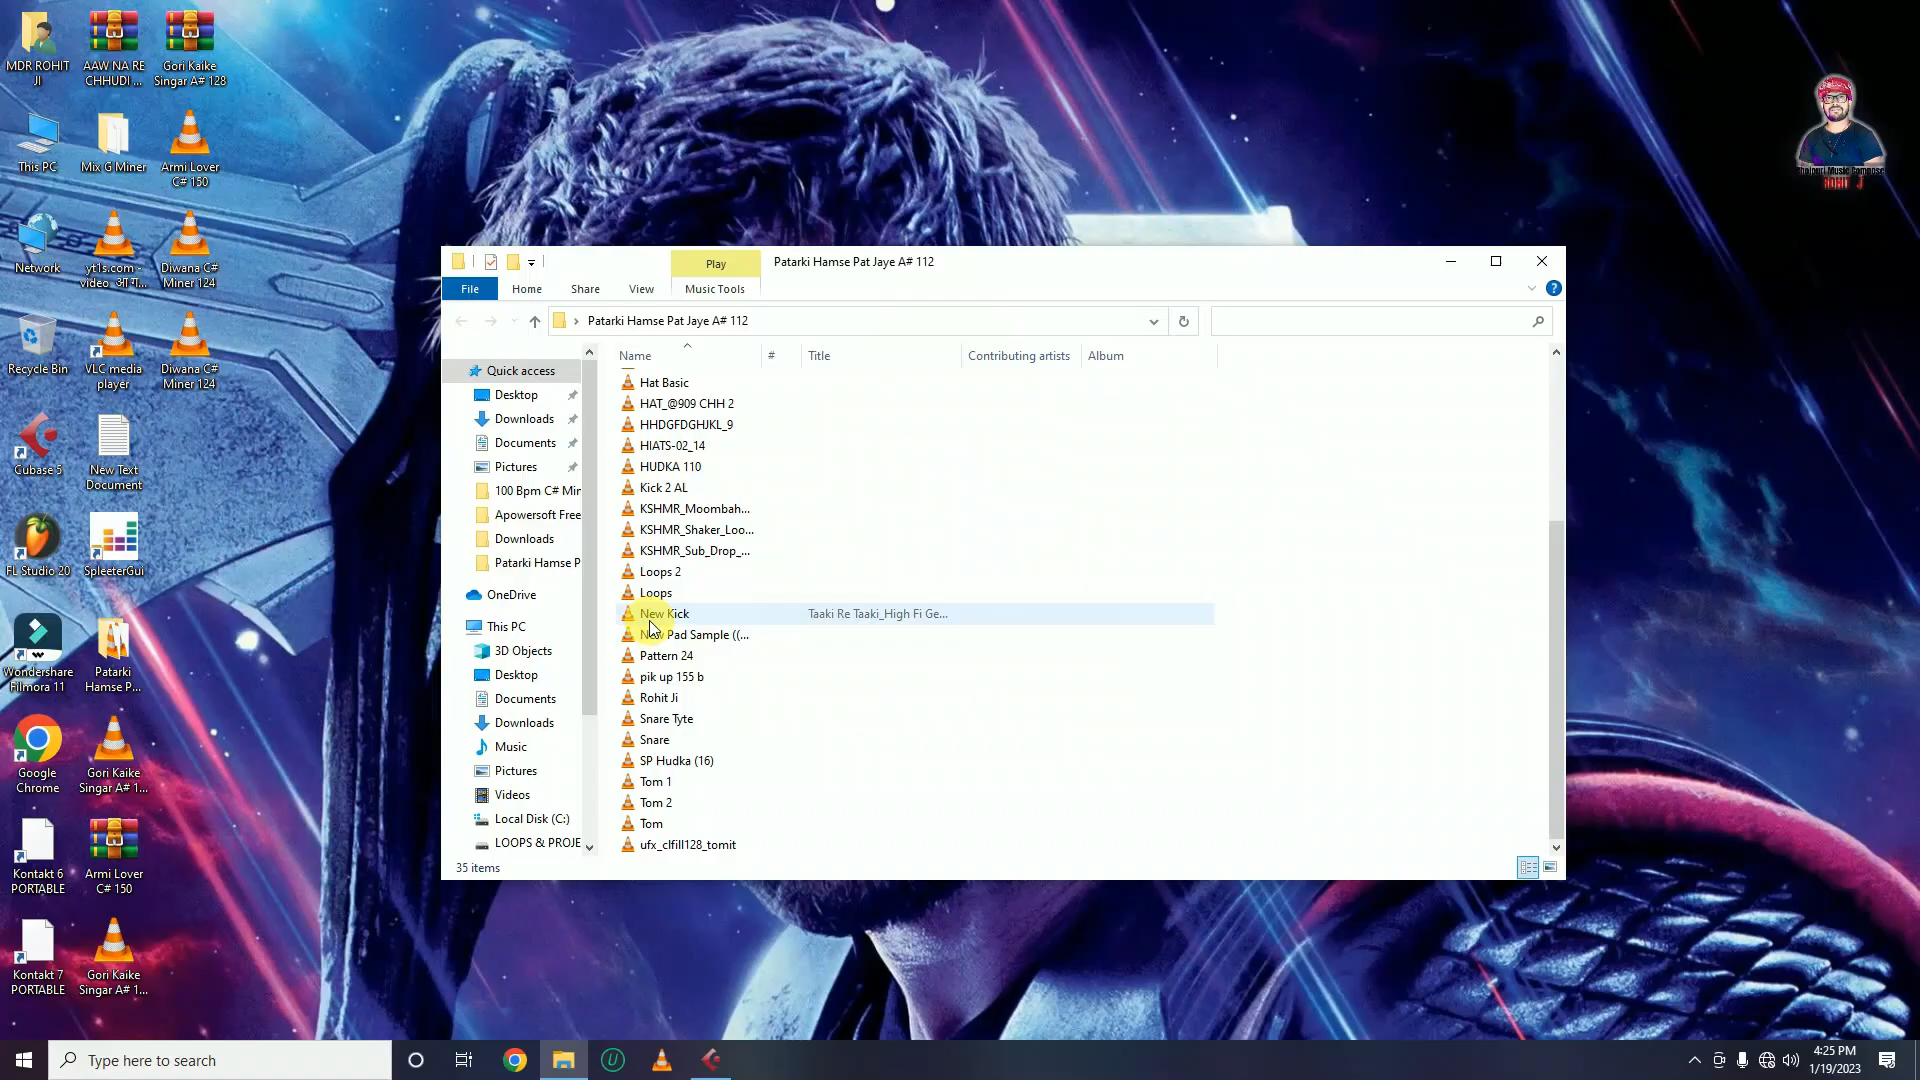 MDR ROHIT
JI
AAW NA RE
CHHUDI ...
Gori Kaike
Singar A# 128
This PC
Mix G Miner
Armi Lover
C# 150
Network
yt1s.com -
Diwana C#
Miner 124
Recycle Bin
VLC media
player
Diwana C#
Miner 124
Cubase 5
New Text
Document
FL Studio 20
SpleeterGui
Wondershare
Filmora 11
Patarki
Hamse P...
Google
Chrome
Gori Kaike
Singar A# 1...
Kontakt 6
PORTABLE
Armi Lover
C# 150
Kontakt 7
PORTABLE
Gori Kaike
Singar A# 1...
Play
Patarki Hamse Pat Jaye A# 112
File
Home
Share
View
Music Tools
Patarki Hamse Pat Jaye A# 112
Name
#
Title
Contributing artists
Album
Quick access
Desktop
Downloads
Documents
Pictures
100 Bpm C# Mir
Apowersoft Free
Downloads
Patarki Hamse P
OneDrive
This PC
3D Objects
Desktop
Documents
Downloads
Music
Pictures
Videos
Local Disk (C:)
LOOPS & PROJE
Hat Basic
HAT_@909 CHH 2
HHDGFDGHJKL_9
HIATS-02_14
HUDKA 110
Kick 2 AL
KSHMR_Moombah...
KSHMR_Shaker_Loo...
KSHMR_Sub_Drop_...
Loops 2
Loops
New Kick Taaki Re Taaki_High Fi Ge...
New Pad Sample ((...
Pattern 24
pik up 155 b
Rohit Ji
Snare Tyte
Snare
SP Hudka (16)
Tom 1
Tom 2
Tom
ufx_clfill128_tomit
35 items
Type here to search
4:25 PM
1/19/2023